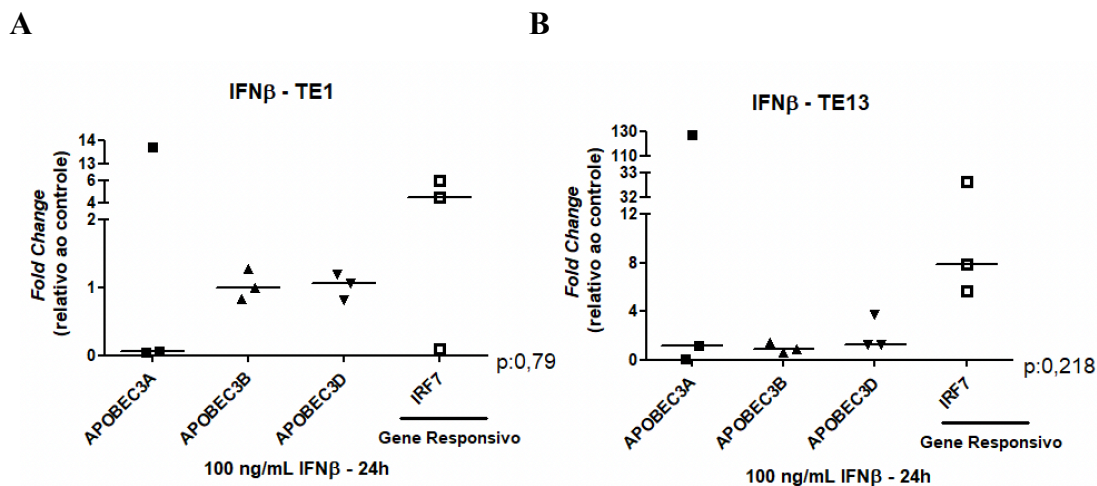 A
IFNβ - TE1
Fold Change
(relativo ao controle)
14
13
6
4
2
1
0
APOBEC3A
APOBEC3B
APOBEC3D
IRF7
p:0,79
Gene Responsivo
100 ng/mL IFNβ - 24h
B
IFNβ - TE13
Fold Change
(relativo ao controle)
130
110
33
32
12
8
4
0
APOBEC3A
APOBEC3B
APOBEC3D
IRF7
p:0,218
Gene Responsivo
100 ng/mL IFNβ - 24h